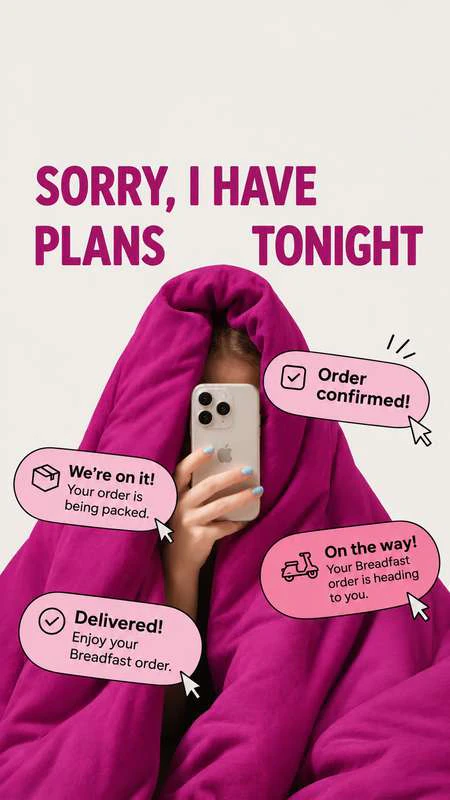 SORRY, I HAVE
PLANS TONIGHT
Order
confirmed!
We're on it!
Your order is
being packed.
On the way!
Your Breadfast
order is heading
to you.
Delivered!
Enjoy your
Breadfast order.